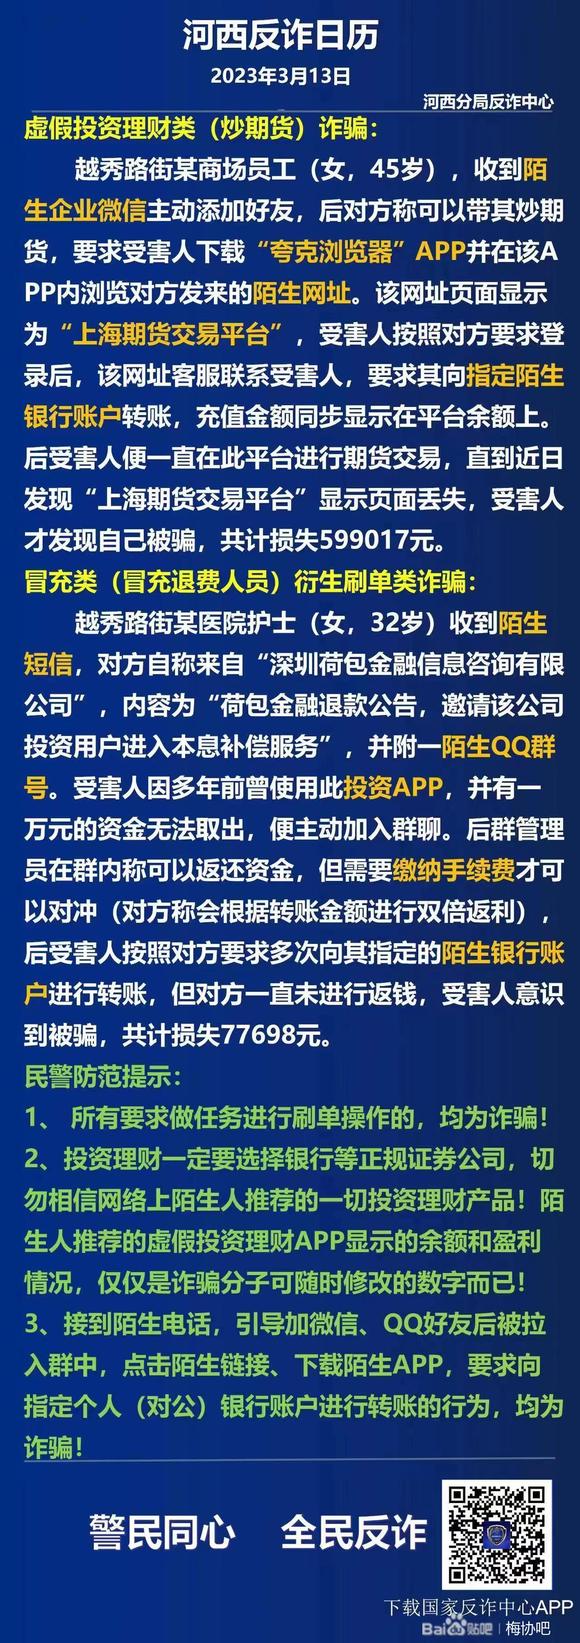 河西反诈日历
2023年3月13日
河西分局反诈中心
虚假投资理财类（炒期货）诈骗：
越秀路街某商场员工（女，45岁），收到陌
生企业微信主动添加好友，后对方称可以带其炒期
货，要求受害人下载“夸克浏览器”APP并在该A
PP内浏览对方发来的陌生网址。该网址页面显示
为“上海期货交易平台”，受害人按照对方要求登
录后，该网址客服联系受害人，要求其向指定陌生
银行账户转账，充值金额同步显示在平台余额上。
后受害人便一直在此平台进行期货交易，直到近日
发现“上海期货交易平台”显示页面丢失，受害人
才发现自己被骗，共计损失599017元。
冒充类（冒充退费人员）衍生刷单类诈骗：
越秀路街某医院护士（女，32岁）收到陌生
短信，对方自称来自“深圳荷包金融信息咨询有限
公司”，内容为“荷包金融退款公告，邀请该公司
投资用户进入本息补偿服务”，并附一陌生QQ群
号。受害人因多年前曾使用此投资APP，并有一
万元的资金无法取出，便主动加入群聊。后群管理
员在群内称可以返还资金，但需要缴纳手续费才可
以对冲（对方称会根据转账金额进行双倍返利），
后受害人按照对方要求多次向其指定的陌生银行账
户进行转账，但对方一直未进行返钱，受害人意识
到被骗，共计损失77698元。
民警防范提示：
1、 所有要求做任务进行刷单操作的，均为诈骗！
2、投资理财一定要选择银行等正规证券公司，切
勿相信网络上陌生人推荐的一切投资理财产品！陌
生人推荐的虚假投资理财APP显示的余额和盈利
情况，仅仅是诈骗分子可随时修改的数字而已！
3、接到陌生电话，引导加微信、QQ好友后被拉
入群中，点击陌生链接、下载陌生APP，要求向
指定个人（对公）银行账户进行转账的行为，均为
诈骗！
警民同心 全民反诈
下载国家反诈中心APP
Bai贴吧 | 梅协吧